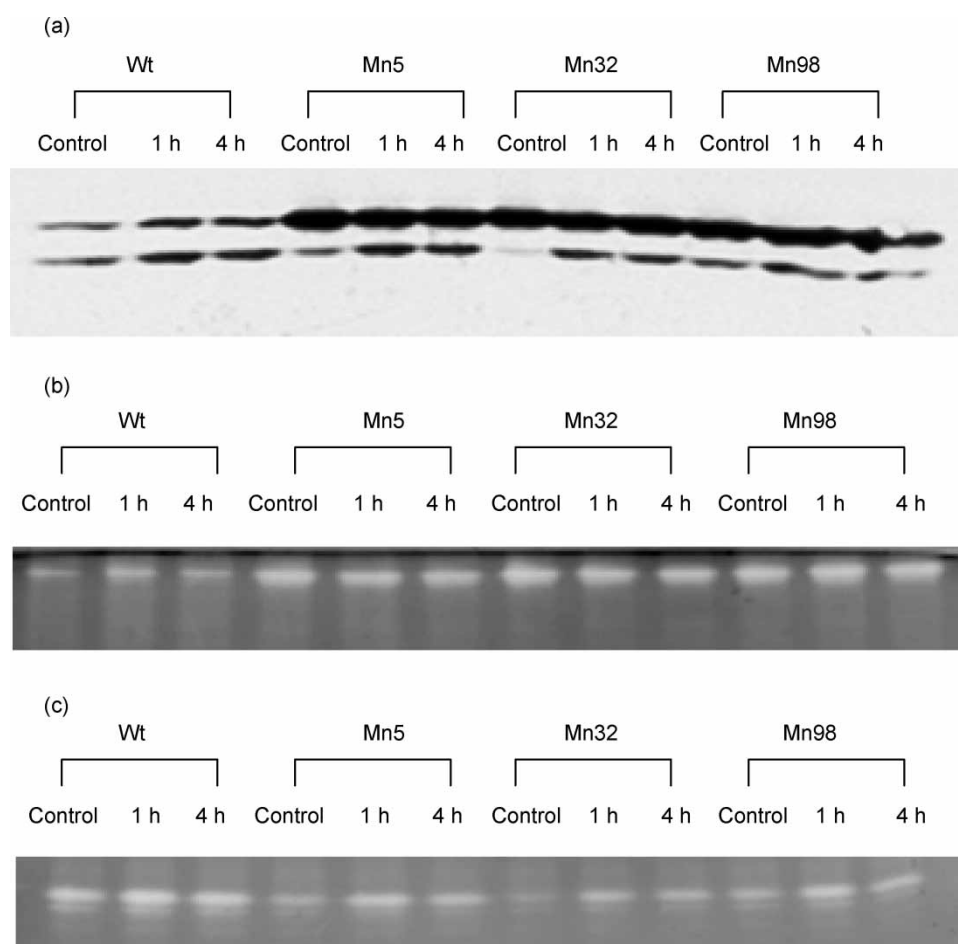 (a)
Wt Mn5 Mn32 Mn98
Control 1 h 4 h Control 1 h 4 h Control 1 h 4 h Control 1 h 4 h
(b)
Wt Mn5 Mn32 Mn98
Control 1 h 4 h Control 1 h 4 h Control 1 h 4 h Control 1 h 4 h
(c)
Wt Mn5 Mn32 Mn98
Control 1 h 4 h Control 1 h 4 h Control 1 h 4 h Control 1 h 4 h